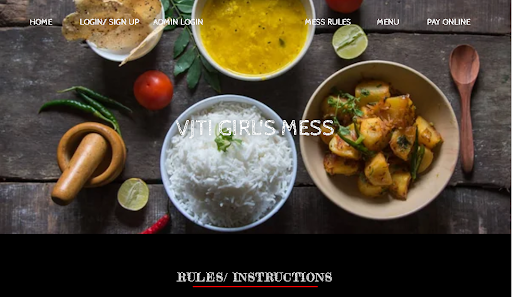 HOME LOGIN/ SIGN UP ADMIN LOGIN MESS RULES MENU PAY ONLINE
VJTI GIRL'S MESS
RULES/ INSTRUCTIONS